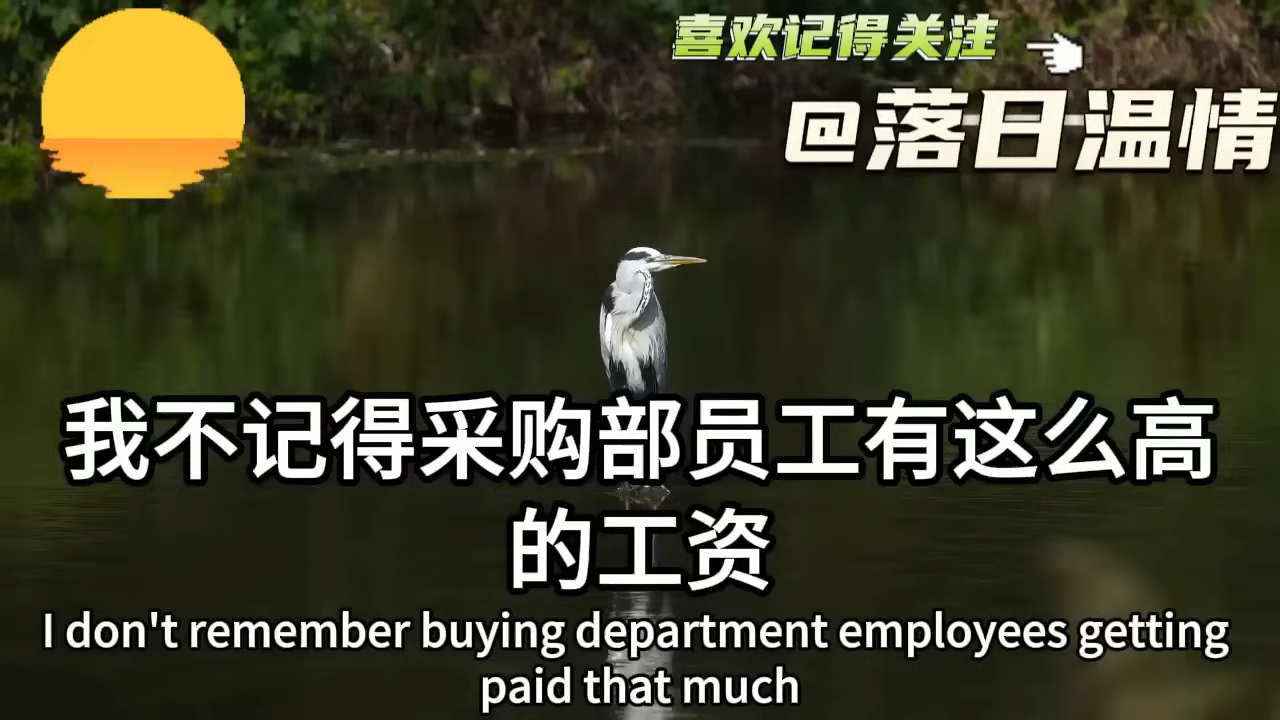 喜欢记得关注
@落日温情
我不记得采购部员工有这么高
的工资
I don't remember buying department employees getting
paid that much